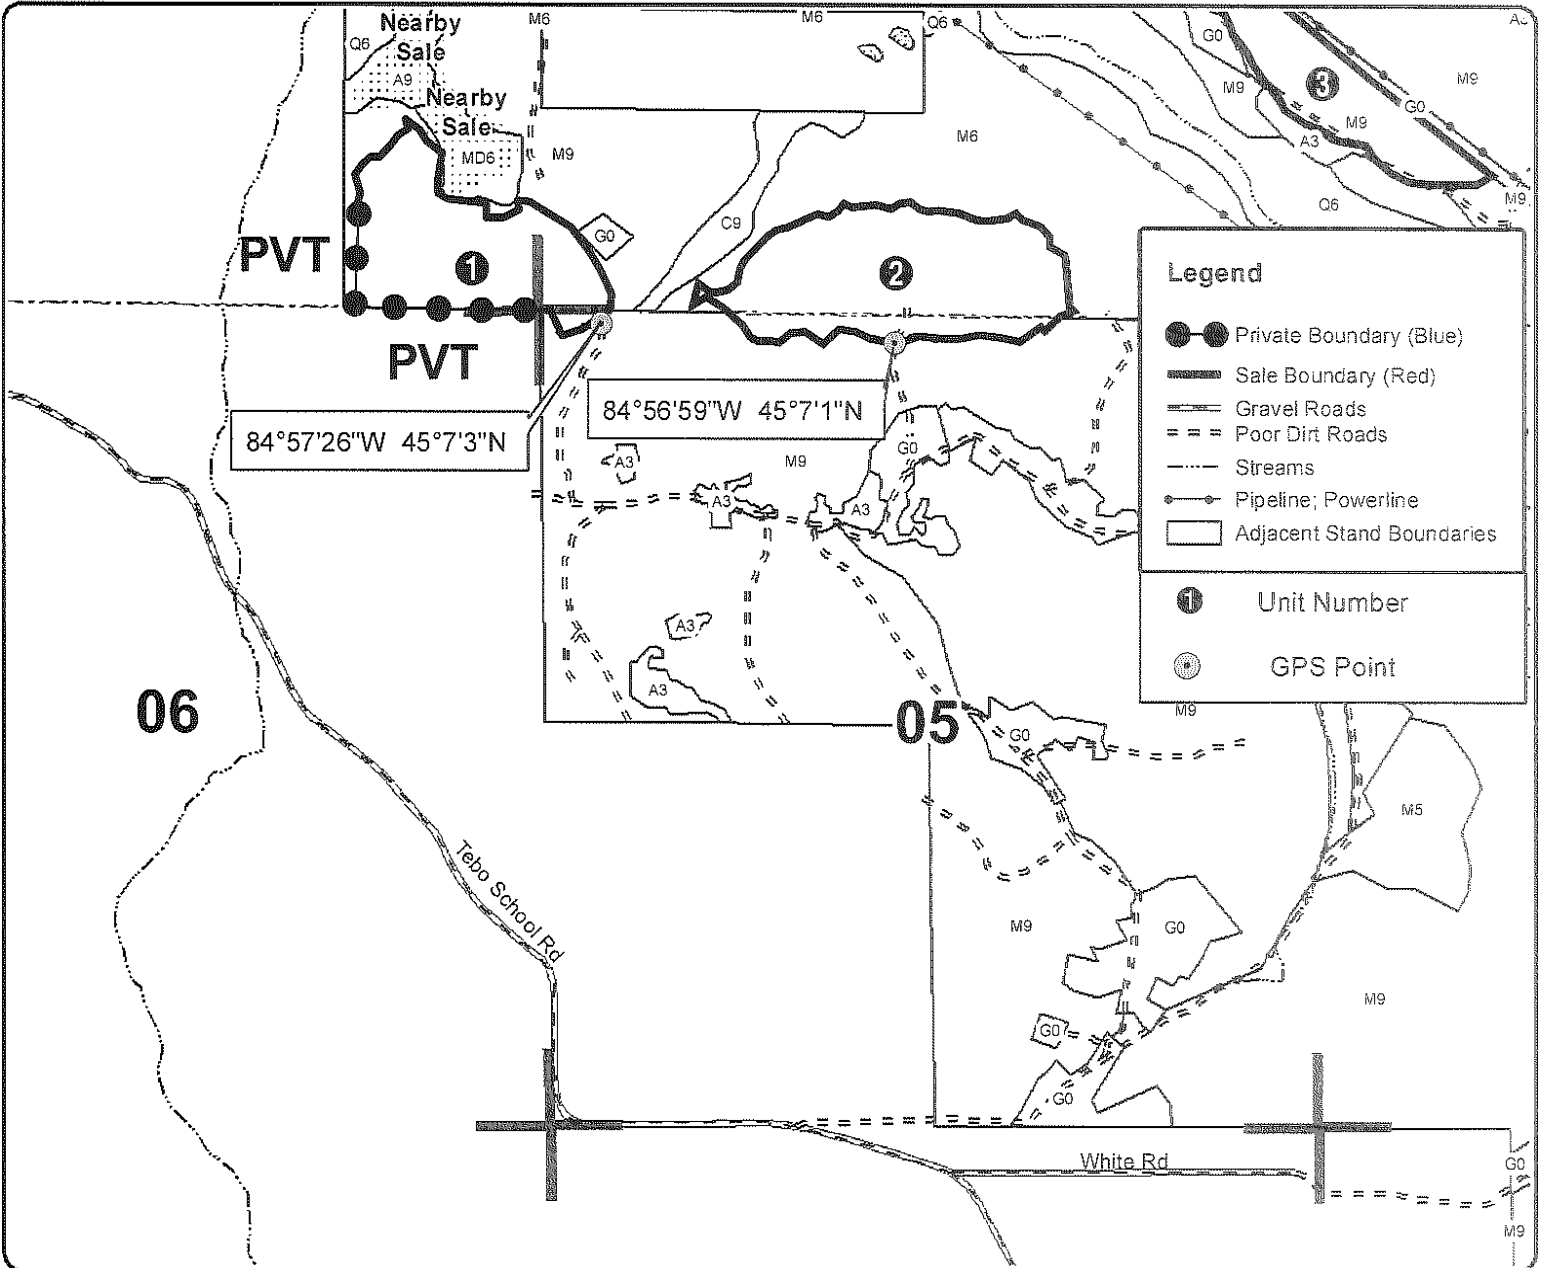 Nearby
Sale
M6
M6
Q6
G0
Q6
A9
M9
3
M9
G0
Nearby
Sale
M9
A3
MD6
M9
M6
M9
Q6
C9
G0
PVT
1
2
PVT
Legend
Private Boundary (Blue)
Sale Boundary (Red)
Gravel Roads
Poor Dirt Roads
Streams
Pipeline; Powerline
Adjacent Stand Boundaries
1 Unit Number
GPS Point
84°56'59"W 45°7'1"N
84°57'26"W 45°7'3"N
G0
A3
M9
A3
A3
A3
A3
06
05
M9
G0
M5
Tebo School Rd
M9
G0
M9
G0
G0
White Rd
G0
M9